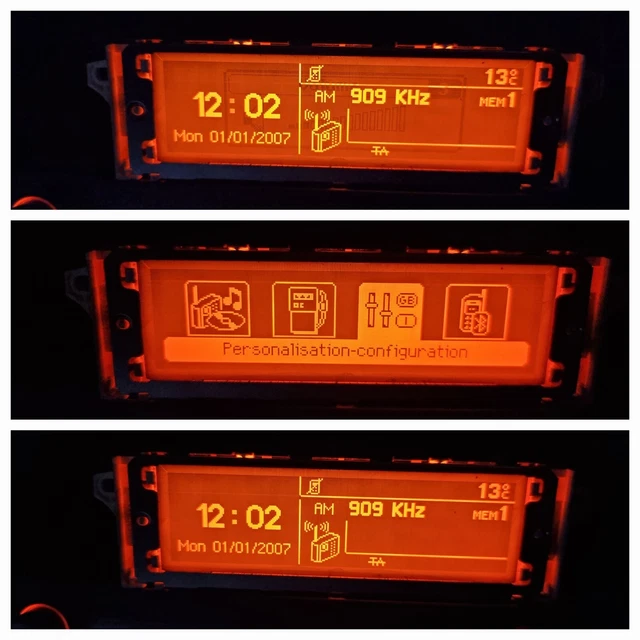 13°C
AM 909 KHz
MEM1
12:02
Mon 01/01/2007
TA
GB
I
Personalisation-configuration
13°C
AM 909 KHz
MEM1
12:02
Mon 01/01/2007
TA